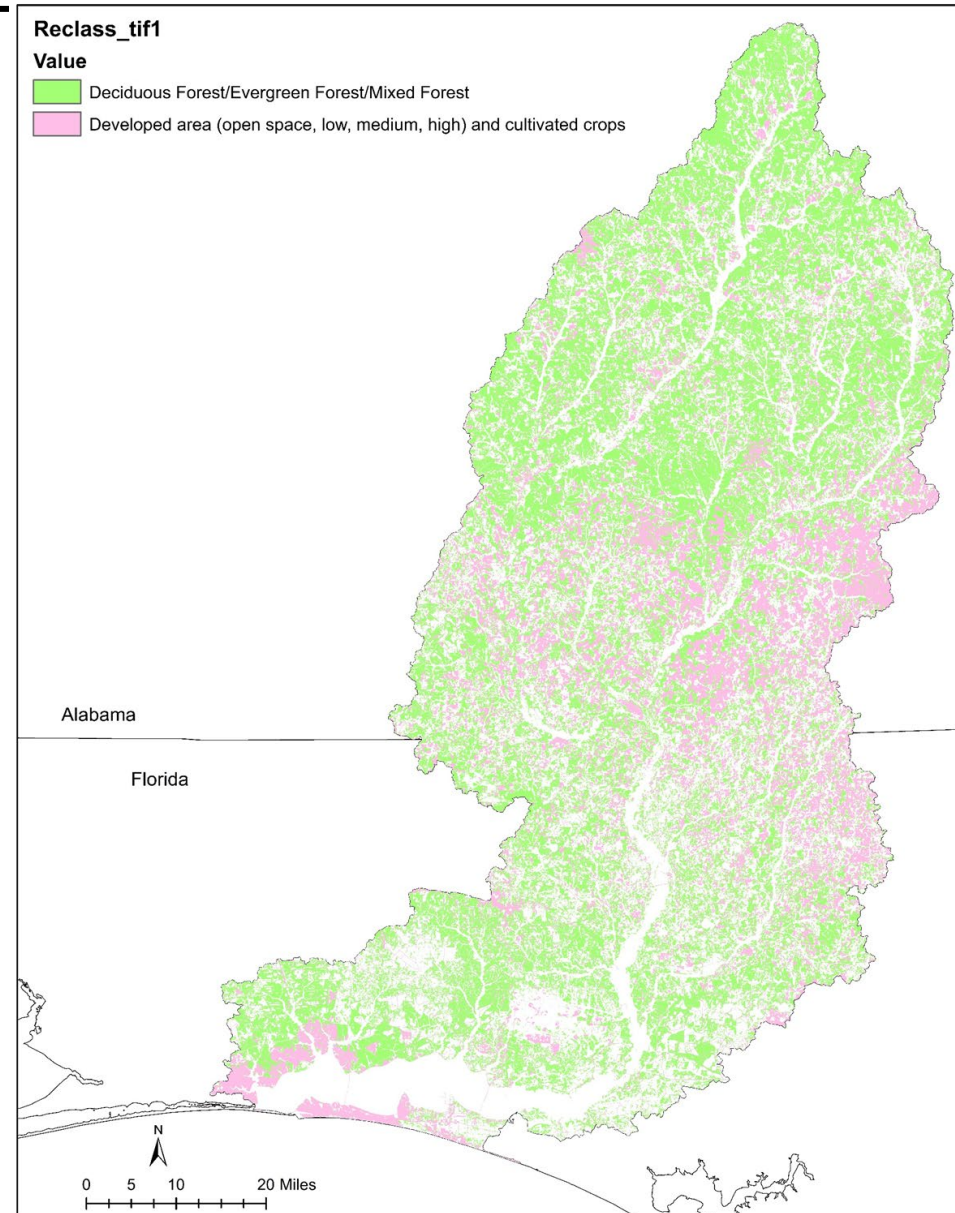 Reclass_tif1
Value
Deciduous Forest/Evergreen Forest/Mixed Forest
Developed area (open space, low, medium, high) and cultivated crops
Alabama
Florida
N
0 5 10 20 Miles